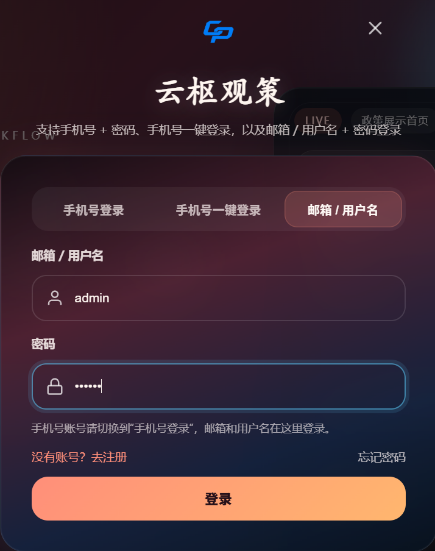 CP
云枢观策
支持手机号 + 密码、手机号一键登录，以及邮箱 / 用户名 + 密码登录
KFLOW
LIVE
政策展示首页
手机号登录
手机号一键登录
邮箱 / 用户名
邮箱 / 用户名
admin
密码
••••••
手机号账号请切换到“手机号登录”，邮箱和用户名在这里登录。
没有账号？去注册
忘记密码
登录